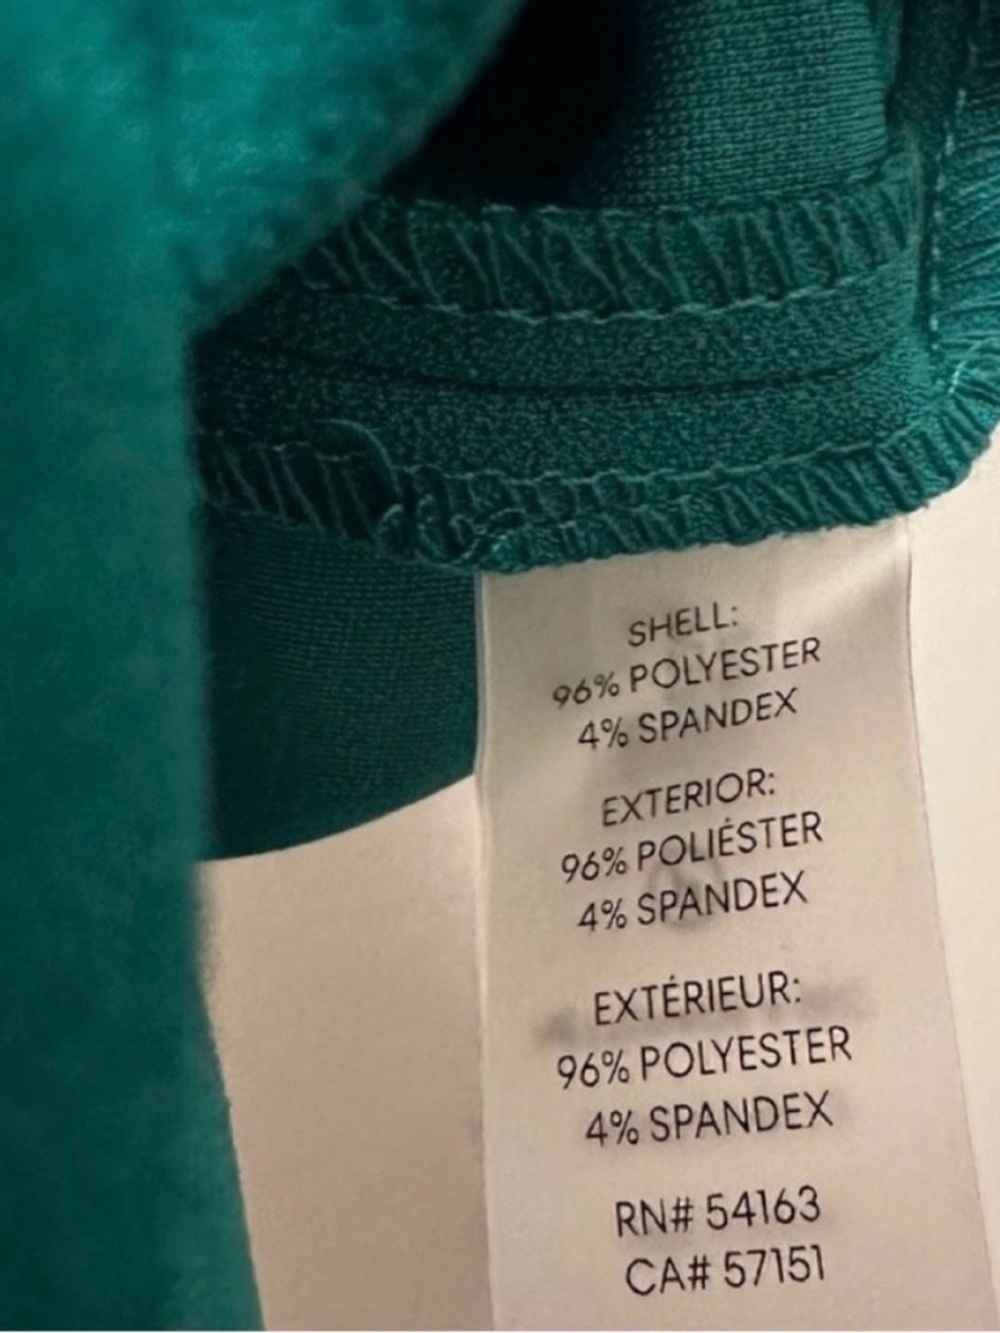 SHELL:
96% POLYESTER
4% SPANDEX
EXTERIOR:
96% POLIÉSTER
4% SPANDEX
EXTÉRIEUR:
96% POLYESTER
4% SPANDEX
RN# 54163
CA# 57151